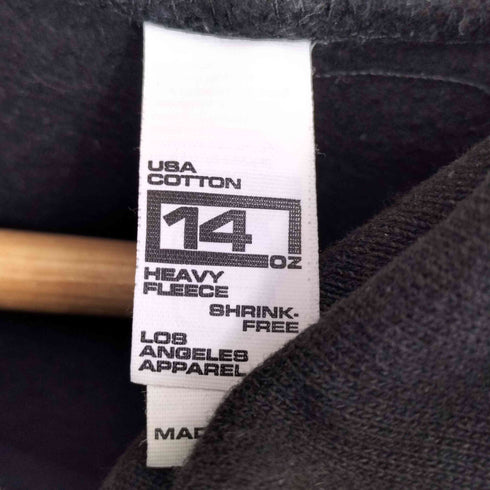 USA
COTTON
14
OZ
HEAVY
FLEECE
SHRINK-
FREE
LOS
ANGELES
APPAREL